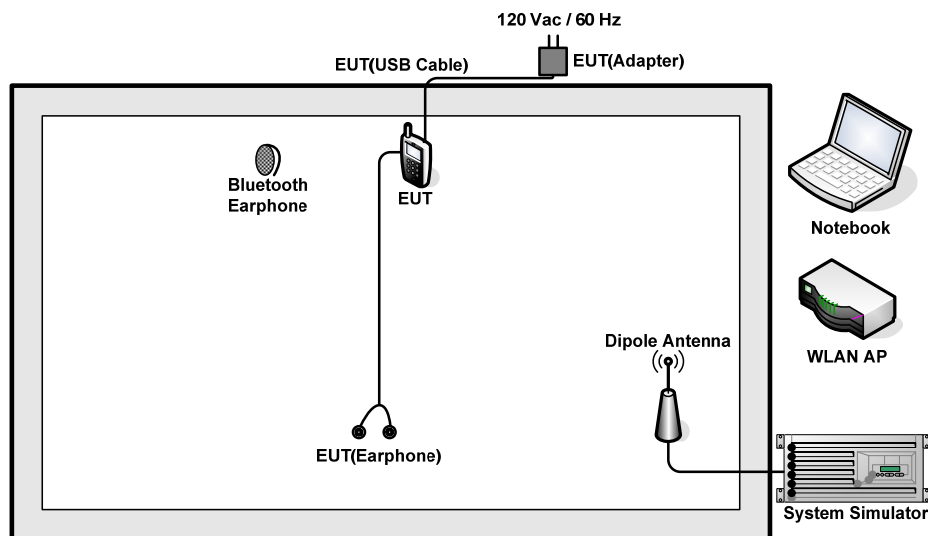 120 Vac / 60 Hz
EUT(USB Cable)
EUT(Adapter)
Bluetooth
Earphone
EUT
Notebook
Dipole Antenna
WLAN AP
EUT(Earphone)
System Simulator